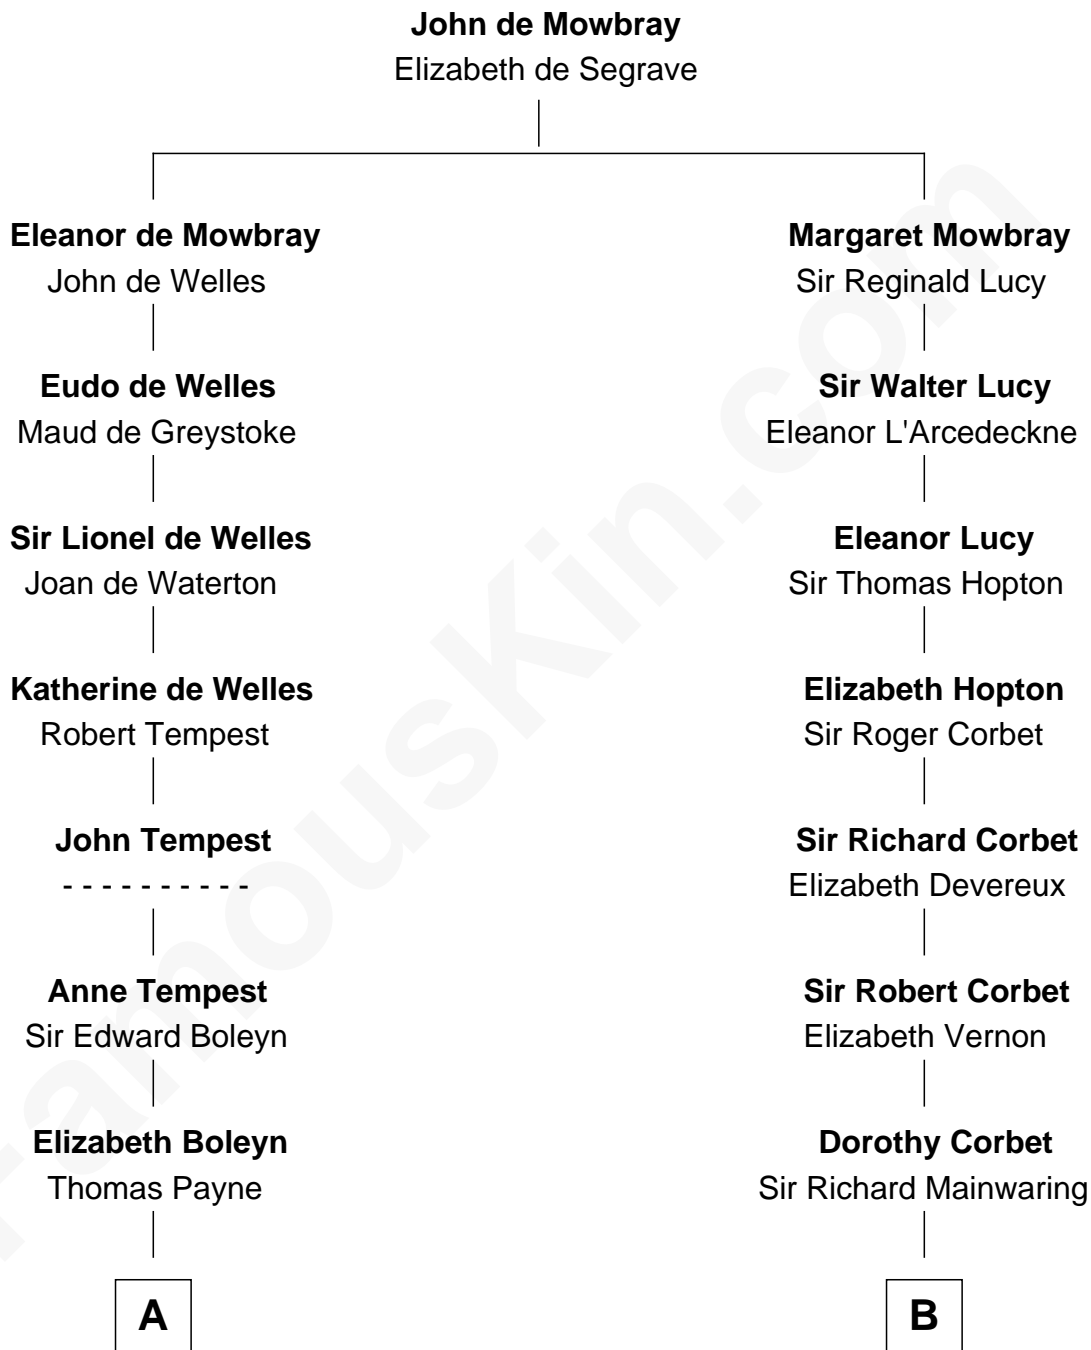 John de Mowbray
Elizabeth de Segrave
Eleanor de Mowbray
John de Welles
Eudo de Welles
Maud de Greystoke
Sir Lionel de Welles
Joan de Waterton
Katherine de Welles
Robert Tempest
John Tempest
- - - - - - - - - -
Anne Tempest
Sir Edward Boleyn
Elizabeth Boleyn
Thomas Payne
A
Margaret Mowbray
Sir Reginald Lucy
Sir Walter Lucy
Eleanor L'Arcedeckne
Eleanor Lucy
Sir Thomas Hopton
Elizabeth Hopton
Sir Roger Corbet
Sir Richard Corbet
Elizabeth Devereux
Sir Robert Corbet
Elizabeth Vernon
Dorothy Corbet
Sir Richard Mainwaring
B
FamousKin.com